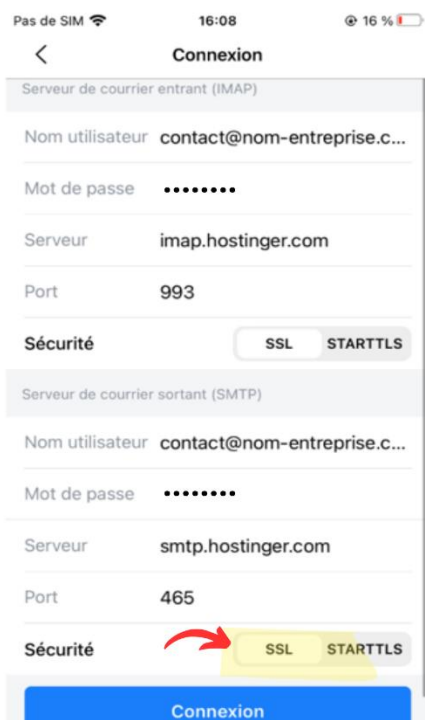 Pas de SIM 16:08 16 %
Connexion
Serveur de courrier entrant (IMAP)
Nom utilisateur contact@nom-entreprise.c...
Mot de passe ••••••••
Serveur imap.hostinger.com
Port 993
Sécurité SSL STARTTLS
Serveur de courrier sortant (SMTP)
Nom utilisateur contact@nom-entreprise.c...
Mot de passe ••••••••
Serveur smtp.hostinger.com
Port 465
Sécurité SSL STARTTLS
Connexion